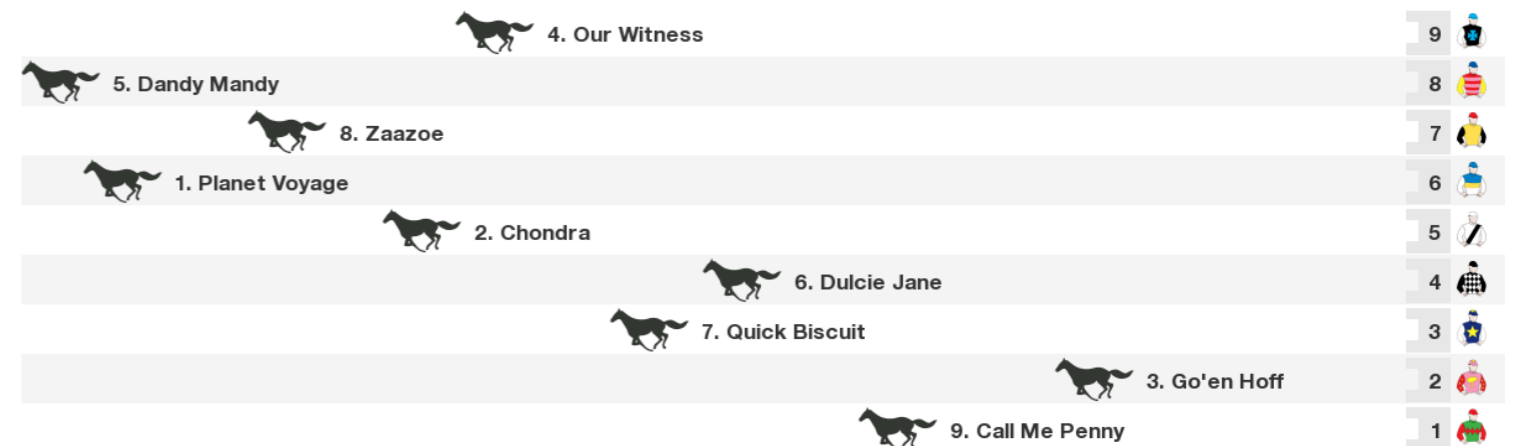 4. Our Witness 9
5. Dandy Mandy 8
8. Zaazoe 7
1. Planet Voyage 6
2. Chondra 5
6. Dulcie Jane 4
7. Quick Biscuit 3
3. Go'en Hoff 2
9. Call Me Penny 1